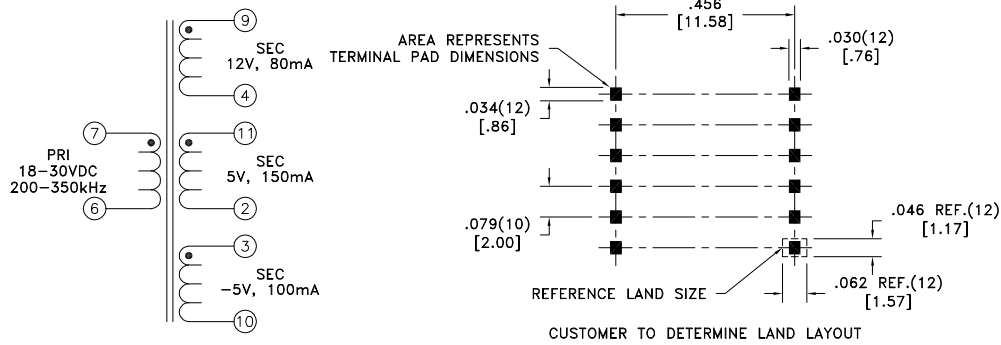 9
SEC
12V, 80mA
4
7
PRI
18-30VDC
200-350kHz
6
11
SEC
5V, 150mA
2
3
SEC
-5V, 100mA
10
.456
[11.58]
AREA REPRESENTS
TERMINAL PAD DIMENSIONS
.030(12)
[.76]
.034(12)
[.86]
.079(10)
[2.00]
.046 REF.(12)
[1.17]
.062 REF.(12)
[1.57]
REFERENCE LAND SIZE
CUSTOMER TO DETERMINE LAND LAYOUT